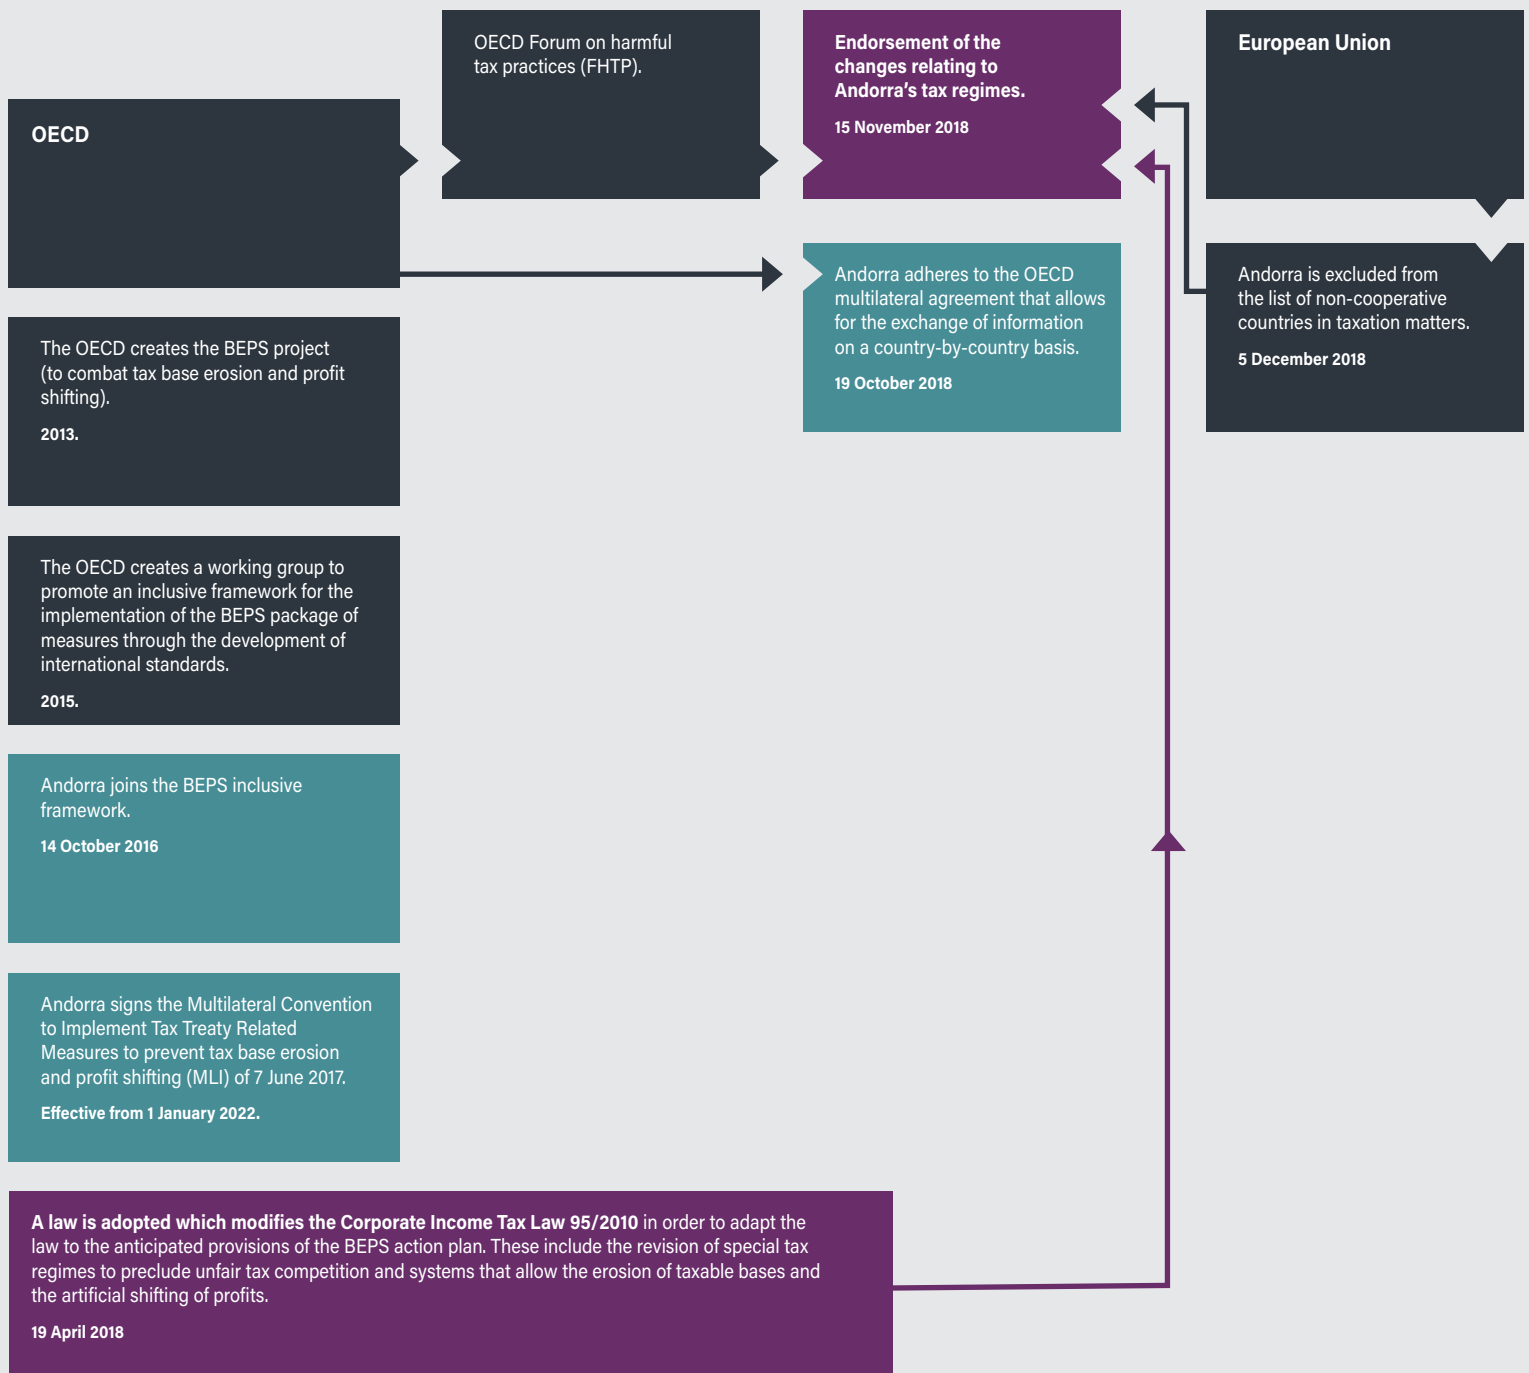 OECD
OECD Forum on harmful
tax practices (FHTP).
Endorsement of the
changes relating to
Andorra's tax regimes.
15 November 2018
European Union
Andorra adheres to the OECD
multilateral agreement that allows
for the exchange of information
on a country-by-country basis.
19 October 2018
Andorra is excluded from
the list of non-cooperative
countries in taxation matters.
5 December 2018
The OECD creates the BEPS project
(to combat tax base erosion and profit
shifting).
2013.
The OECD creates a working group to
promote an inclusive framework for the
implementation of the BEPS package of
measures through the development of
international standards.
2015.
Andorra joins the BEPS inclusive
framework.
14 October 2016
Andorra signs the Multilateral Convention
to Implement Tax Treaty Related
Measures to prevent tax base erosion
and profit shifting (MLI) of 7 June 2017.
Effective from 1 January 2022.
A law is adopted which modifies the Corporate Income Tax Law 95/2010 in order to adapt the
law to the anticipated provisions of the BEPS action plan. These include the revision of special tax
regimes to preclude unfair tax competition and systems that allow the erosion of taxable bases and
the artificial shifting of profits.
19 April 2018